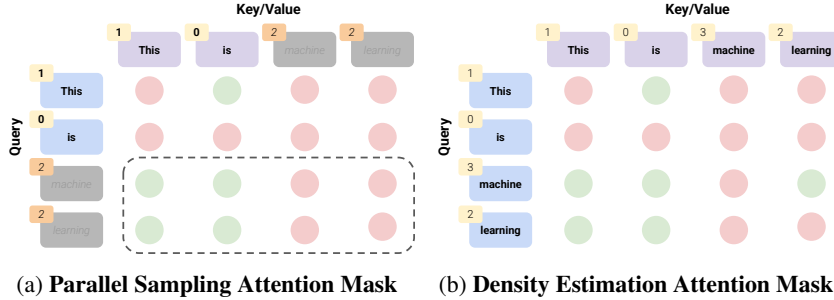 Key/Value
1 0 2 2
This is machine learning
Query
1
This
0
is
2
machine
2
learning
(a) Parallel Sampling Attention Mask
Key/Value
1 0 3 2
This is machine learning
Query
1
This
0
is
3
machine
2
learning
(b) Density Estimation Attention Mask